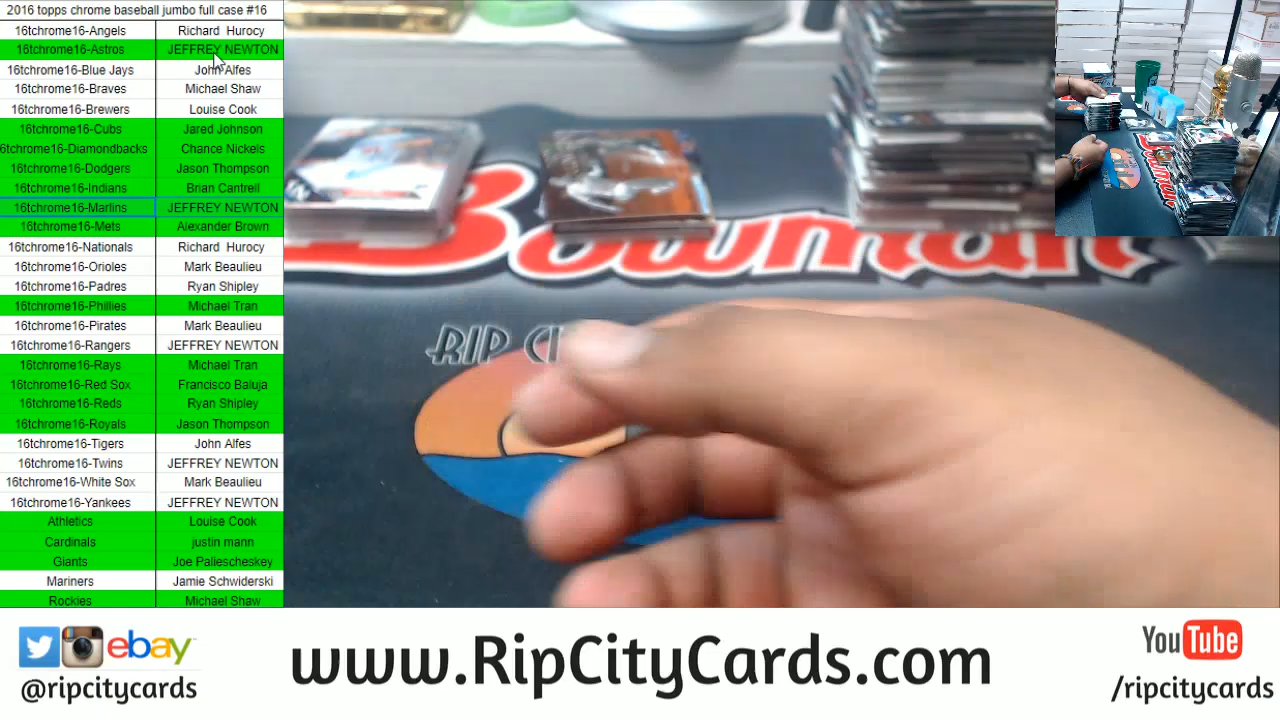 2016 topps chrome baseball jumbo full case #16
16tchrome16-Angels Richard Hurocy
16tchrome16-Astros JEFFREY NEWTON
16tchrome16-Blue Jays John Alfes
16tchrome16-Braves Michael Shaw
16tchrome16-Brewers Louise Cook
16tchrome16-Cubs Jared Johnson
6tchrome16-Diamondbacks Chance Nickels
16tchrome16-Dodgers Jason Thompson
16tchrome16-Indians Brian Cantreil
16tchrome16-Marlins JEFFREY NEWTON
16tchrome16-Mets Alexander Brown
16tchrome16-Nationals Richard Hurocy
16tchrome16-Orioles Mark Beaulieu
16tchrome16-Padres Ryan Shipley
16tchrome16-Phillies Michael Tran
16tchrome16-Pirates Mark Beaulieu
16tchrome16-Rangers JEFFREY NEWTON
16tchrome16-Rays Michael Tran
16tchrome16-Red Sox Francisco Baluja
16tchrome16-Reds Ryan Shipley
16tchrome16-Royals Jason Thompson
16tchrome16-Tigers John Alfes
16tchrome16-Twins JEFFREY NEWTON
16tchrome16-White Sox Mark Beaulieu
16tchrome16-Yankees JEFFREY NEWTON
Athletics Louise Cook
Cardinals justin mann
Giants Joe Paliescheskey
Mariners Jamie Schwiderski
Rockies Michael Shaw
Bowman
RIP CI
Bowman
ebay
@ripcitycards
www.RipCityCards.com
YouTube
/ripcitycards